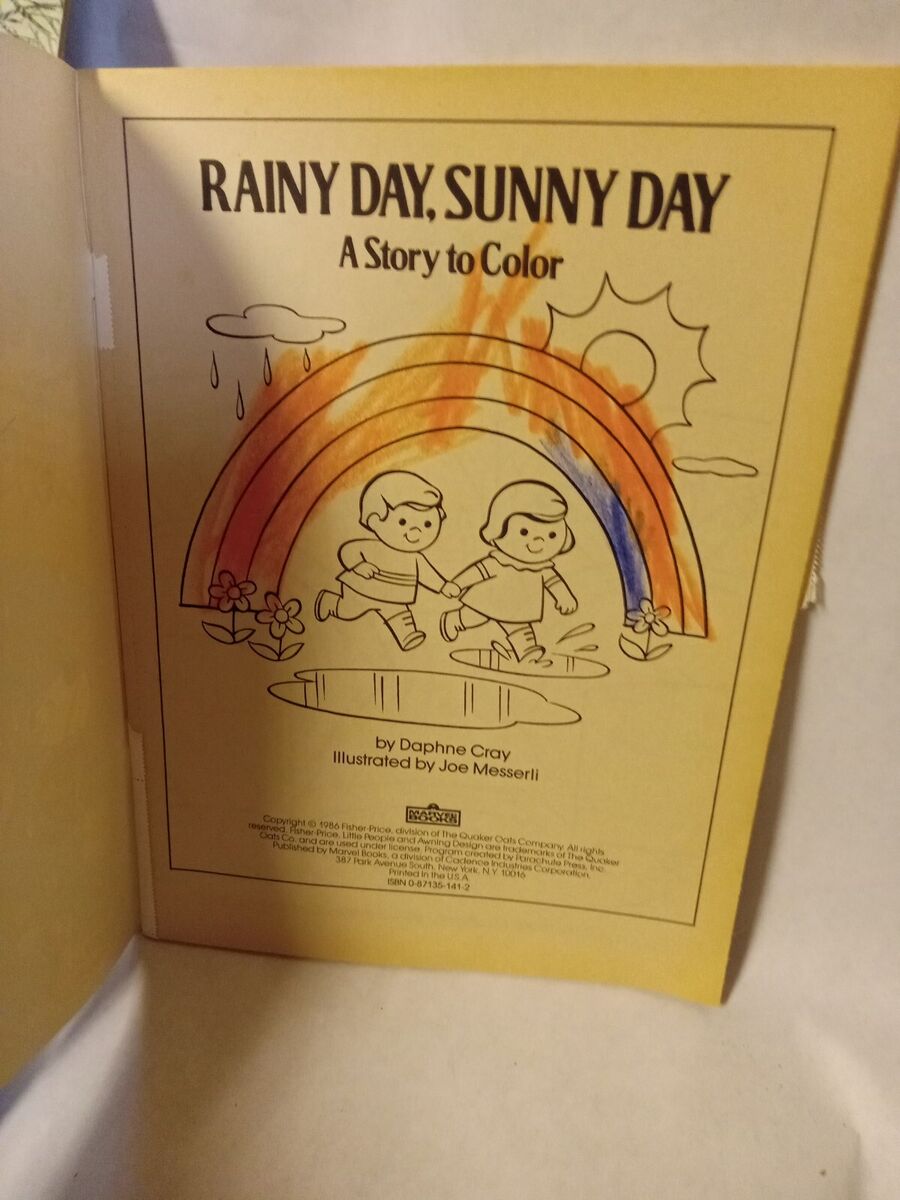 RAINY DAY, SUNNY DAY
A Story to Color
by Daphne Cray
Illustrated by Joe Messerli
MARVEL
BOOKS
Copyright © 1986 Fisher-Price, division of The Quaker Oats Company. All rights
reserved. Fisher-Price, Little People and Awning Design are trademarks of The Quaker
Oats Co. and are used under license. Program created by Parachute Press, Inc.
Published by Marvel Books, a division of Cadence Industries Corporation,
387 Park Avenue South, New York, N.Y. 10016
Printed in the U.S.A.
ISBN 0-87135-141-2